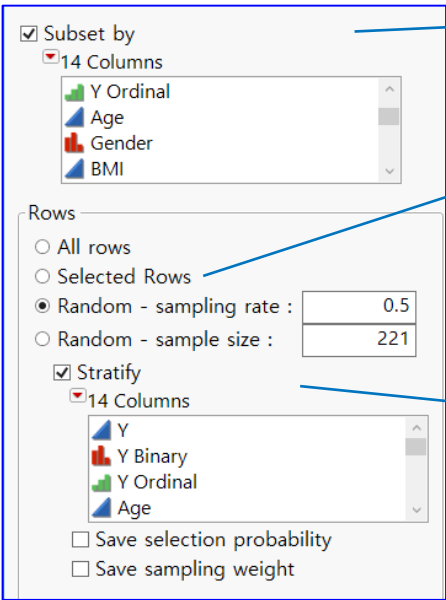 Subset by
14 Columns
Y Ordinal
Age
Gender
BMI
Rows
All rows
Selected Rows
Random - sampling rate : 0.5
Random - sample size : 221
Stratify
14 Columns
Y
Y Binary
Y Ordinal
Age
Save selection probability
Save sampling weight